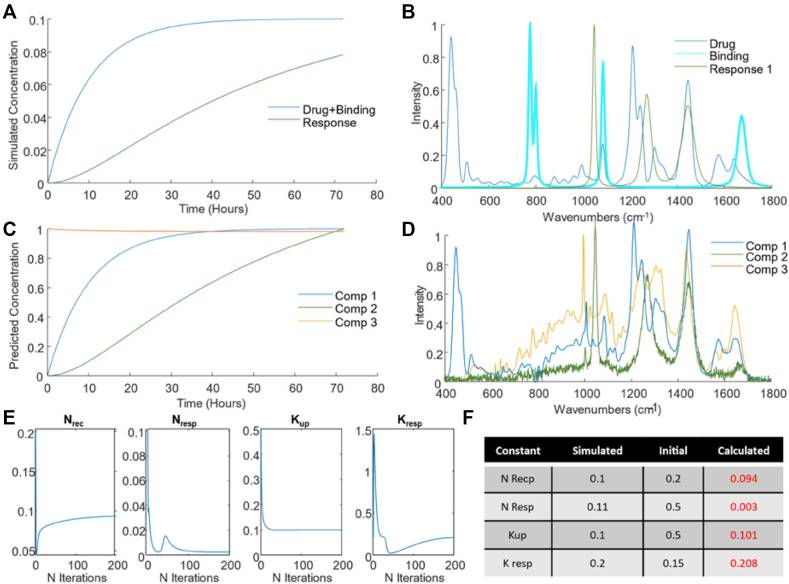 A
Simulated Concentration
0.1
0.08
0.06
0.04
0.02
0
Drug+Binding
Response
0 10 20 30 40 50 60 70 80
Time (Hours)
B
Intensity
1
0.8
0.6
0.4
0.2
0
Drug
Binding
Response 1
400 600 800 1000 1200 1400 1600 1800
Wavenumbers (cm-1)
C
Predicted Concentration
1
0.8
0.6
0.4
0.2
0
Comp 1
Comp 2
Comp 3
0 10 20 30 40 50 60 70 80
Time (Hours)
D
Intensity
1
0.8
0.6
0.4
0.2
0
Comp 1
Comp 2
Comp 3
400 600 800 1000 1200 1400 1600 1800
Wavenumbers (cm-1)
E
Nrec
0.2
0.15
0.1
0.05
0 100 200
N Iterations
Nresp
0.1
0.08
0.06
0.04
0.02
0
0 100 200
N Iterations
Kup
0.5
0.4
0.3
0.2
0.1
0
0 100 200
N Iterations
Kresp
1.5
1
0.5
0
0 100 200
N Iterations
F
Constant Simulated Initial Calculated
N Recp 0.1 0.2 0.094
N Resp 0.11 0.5 0.003
Kup 0.1 0.5 0.101
K resp 0.2 0.15 0.208